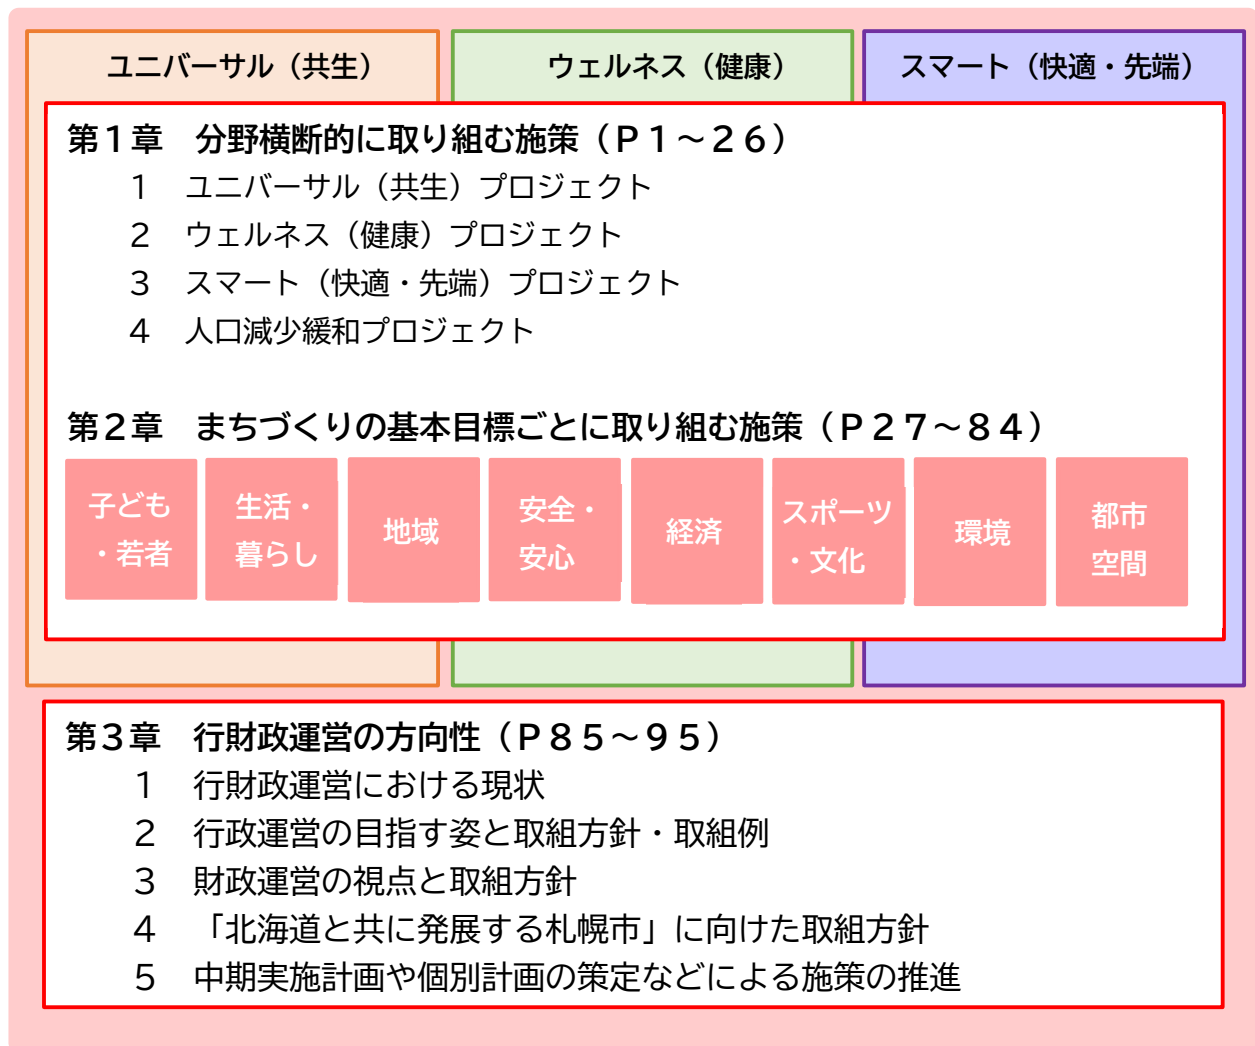 ユニバーサル（共生）
ウェルネス（健康）
スマート（快適・先端）
第１章　分野横断的に取り組む施策（Ｐ１～２６）
１　ユニバーサル（共生）プロジェクト
２　ウェルネス（健康）プロジェクト
３　スマート（快適・先端）プロジェクト
４　人口減少緩和プロジェクト
第２章　まちづくりの基本目標ごとに取り組む施策（Ｐ２７～８４）
子ども
・若者
生活・
暮らし
地域
安全・
安心
経済
スポーツ
・文化
環境
都市
空間
第３章　行財政運営の方向性（Ｐ８５～９５）
１　行財政運営における現状
２　行政運営の目指す姿と取組方針・取組例
３　財政運営の視点と取組方針
４　「北海道と共に発展する札幌市」に向けた取組方針
５　中期実施計画や個別計画の策定などによる施策の推進